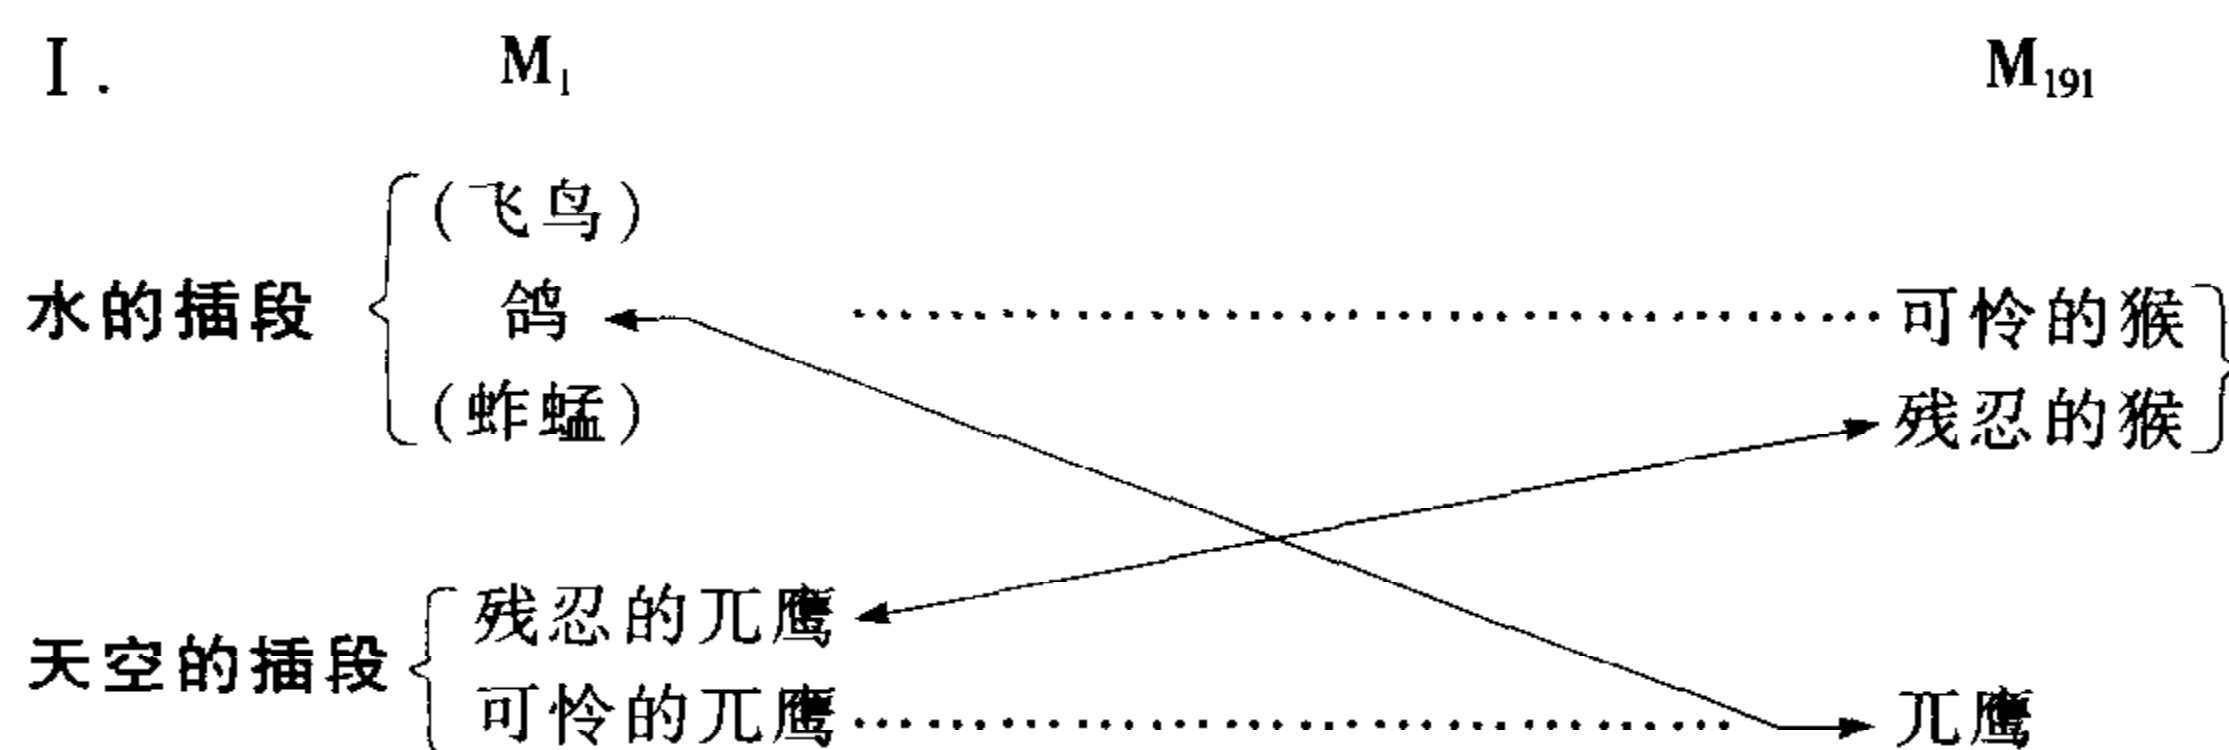 Ⅰ. M₁ M₁₉₁
(飞鸟)
水的插段 鸽 可怜的猴
(蚱蜢) 残忍的猴
残忍的兀鹰
天空的插段
可怜的兀鹰 兀鹰